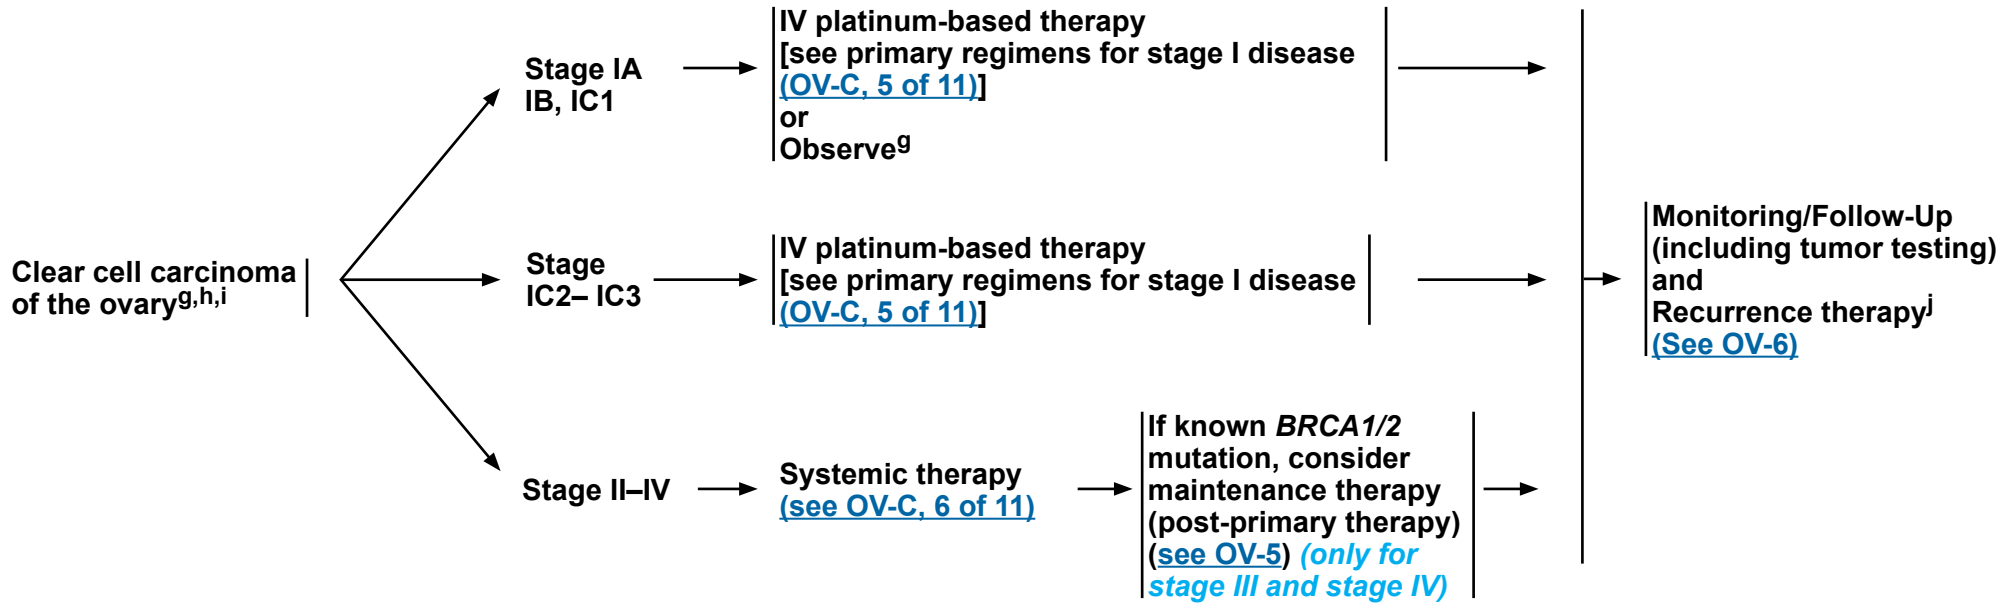 Clear cell carcinoma
of the ovaryg,h,i
Stage IA
IB, IC1
IV platinum-based therapy
[see primary regimens for stage I disease
(OV-C, 5 of 11)]
or
Observeg
Stage
IC2– IC3
IV platinum-based therapy
[see primary regimens for stage I disease
(OV-C, 5 of 11)]
Stage II–IV
Systemic therapy
(see OV-C, 6 of 11)
If known BRCA1/2
mutation, consider
maintenance therapy
(post-primary therapy)
(see OV-5) (only for
stage III and stage IV)
Monitoring/Follow-Up
(including tumor testing)
and
Recurrence therapyj
(See OV-6)